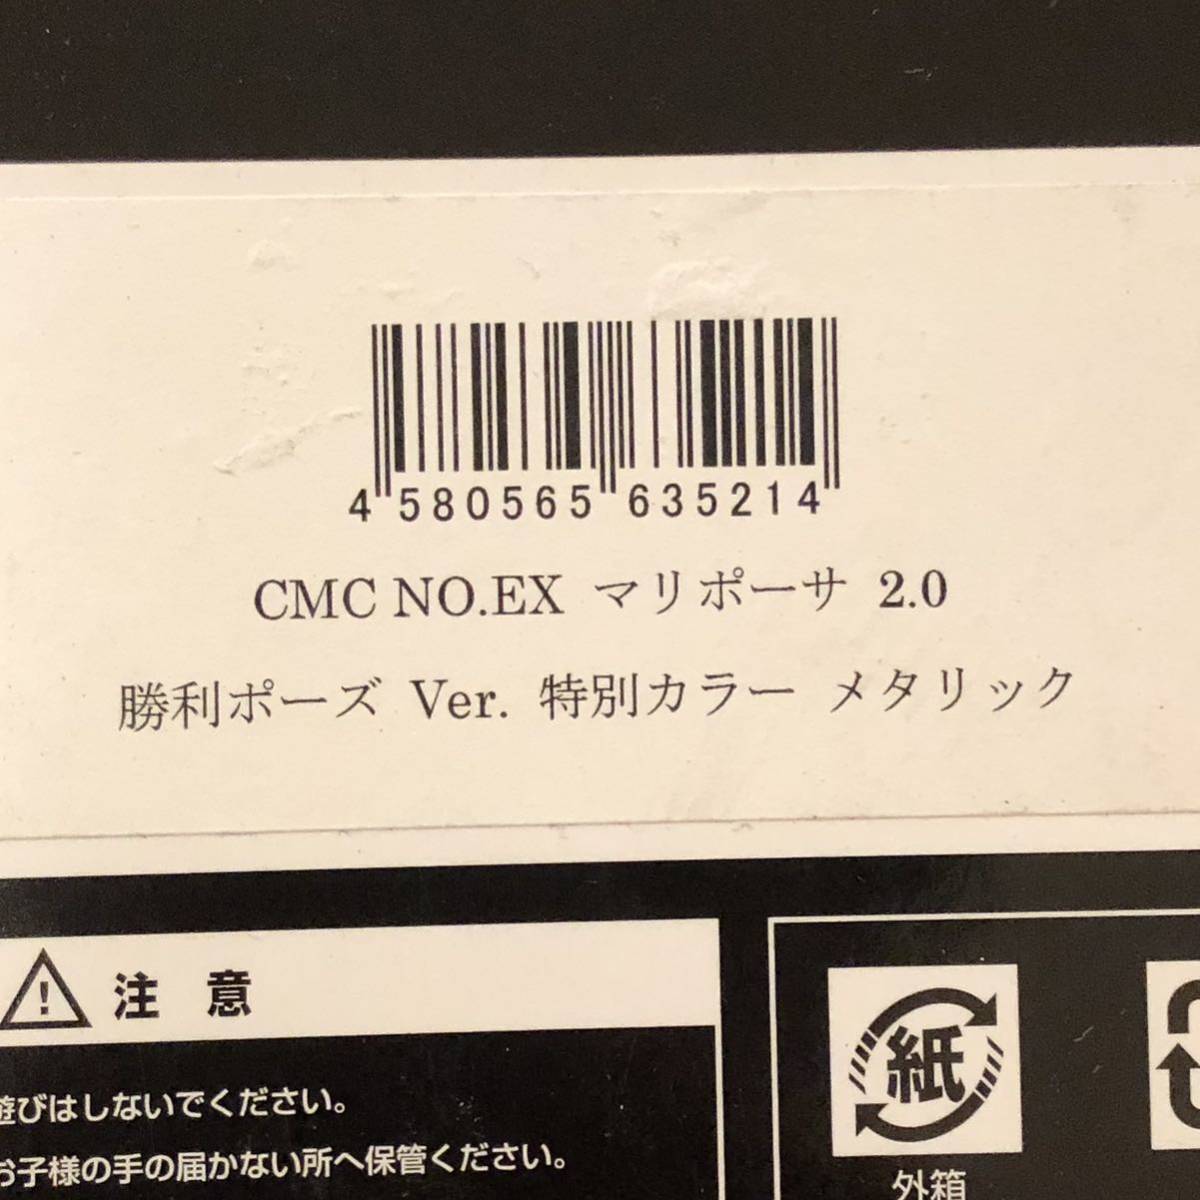 4 580565 635214
CMC NO.EX マリポーサ 2.0
勝利ポーズ Ver. 特別カラー メタリック
注 意
遊びはしないでください。
お子様の手の届かない所へ保管ください。
紙
外箱